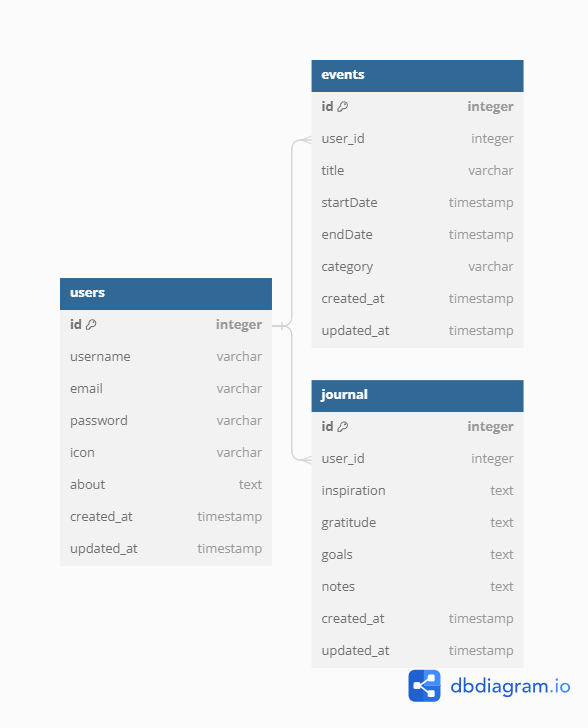 events
id integer
user_id integer
title varchar
startDate timestamp
endDate timestamp
category varchar
created_at timestamp
updated_at timestamp
users
id integer
username varchar
email varchar
password varchar
icon varchar
about text
created_at timestamp
updated_at timestamp
journal
id integer
user_id integer
inspiration text
gratitude text
goals text
notes text
created_at timestamp
updated_at timestamp
dbdiagram.io